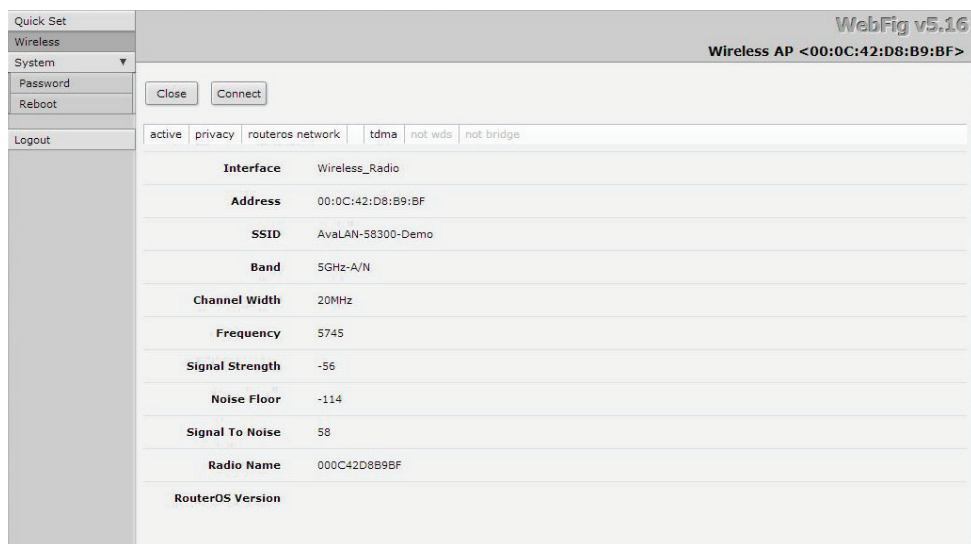 Quick Set
Wireless
System ▼
Password
Reboot
Logout
WebFig v5.16
Wireless AP <00:0C:42:D8:B9:BF>
Close Connect
active privacy routeros network tdma not wds not bridge
Interface Wireless_Radio
Address 00:0C:42:D8:B9:BF
SSID AvaLAN-58300-Demo
Band 5GHz-A/N
Channel Width 20MHz
Frequency 5745
Signal Strength -56
Noise Floor -114
Signal To Noise 58
Radio Name 000C42D8B9BF
RouterOS Version